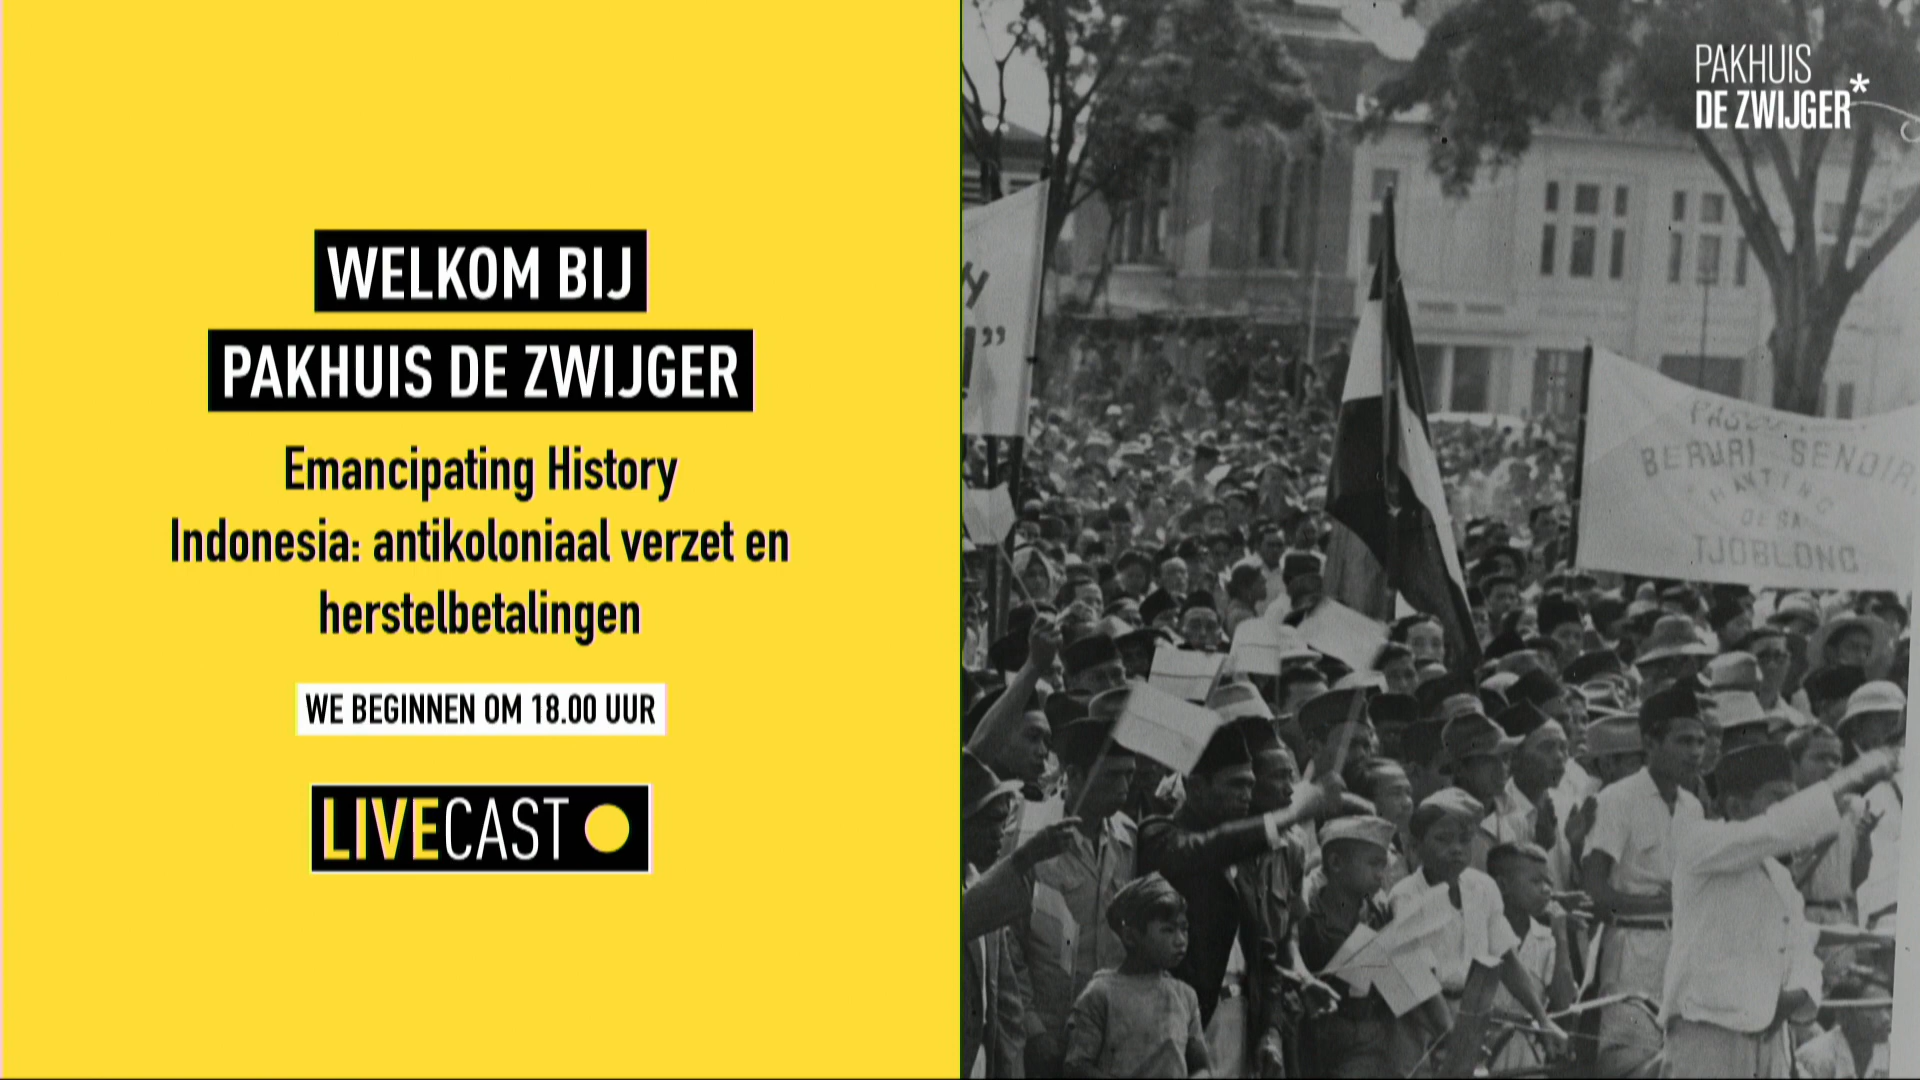 WELKOM BIJ
PAKHUIS DE ZWIJGER
Emancipating History
Indonesia: antikoloniaal verzet en
herstelbetalingen
WE BEGINNEN OM 18.00 UUR
LIVECAST
PAKHUIS
DE ZWIJGER*
SENDIRI
DESA
TJOBLONG